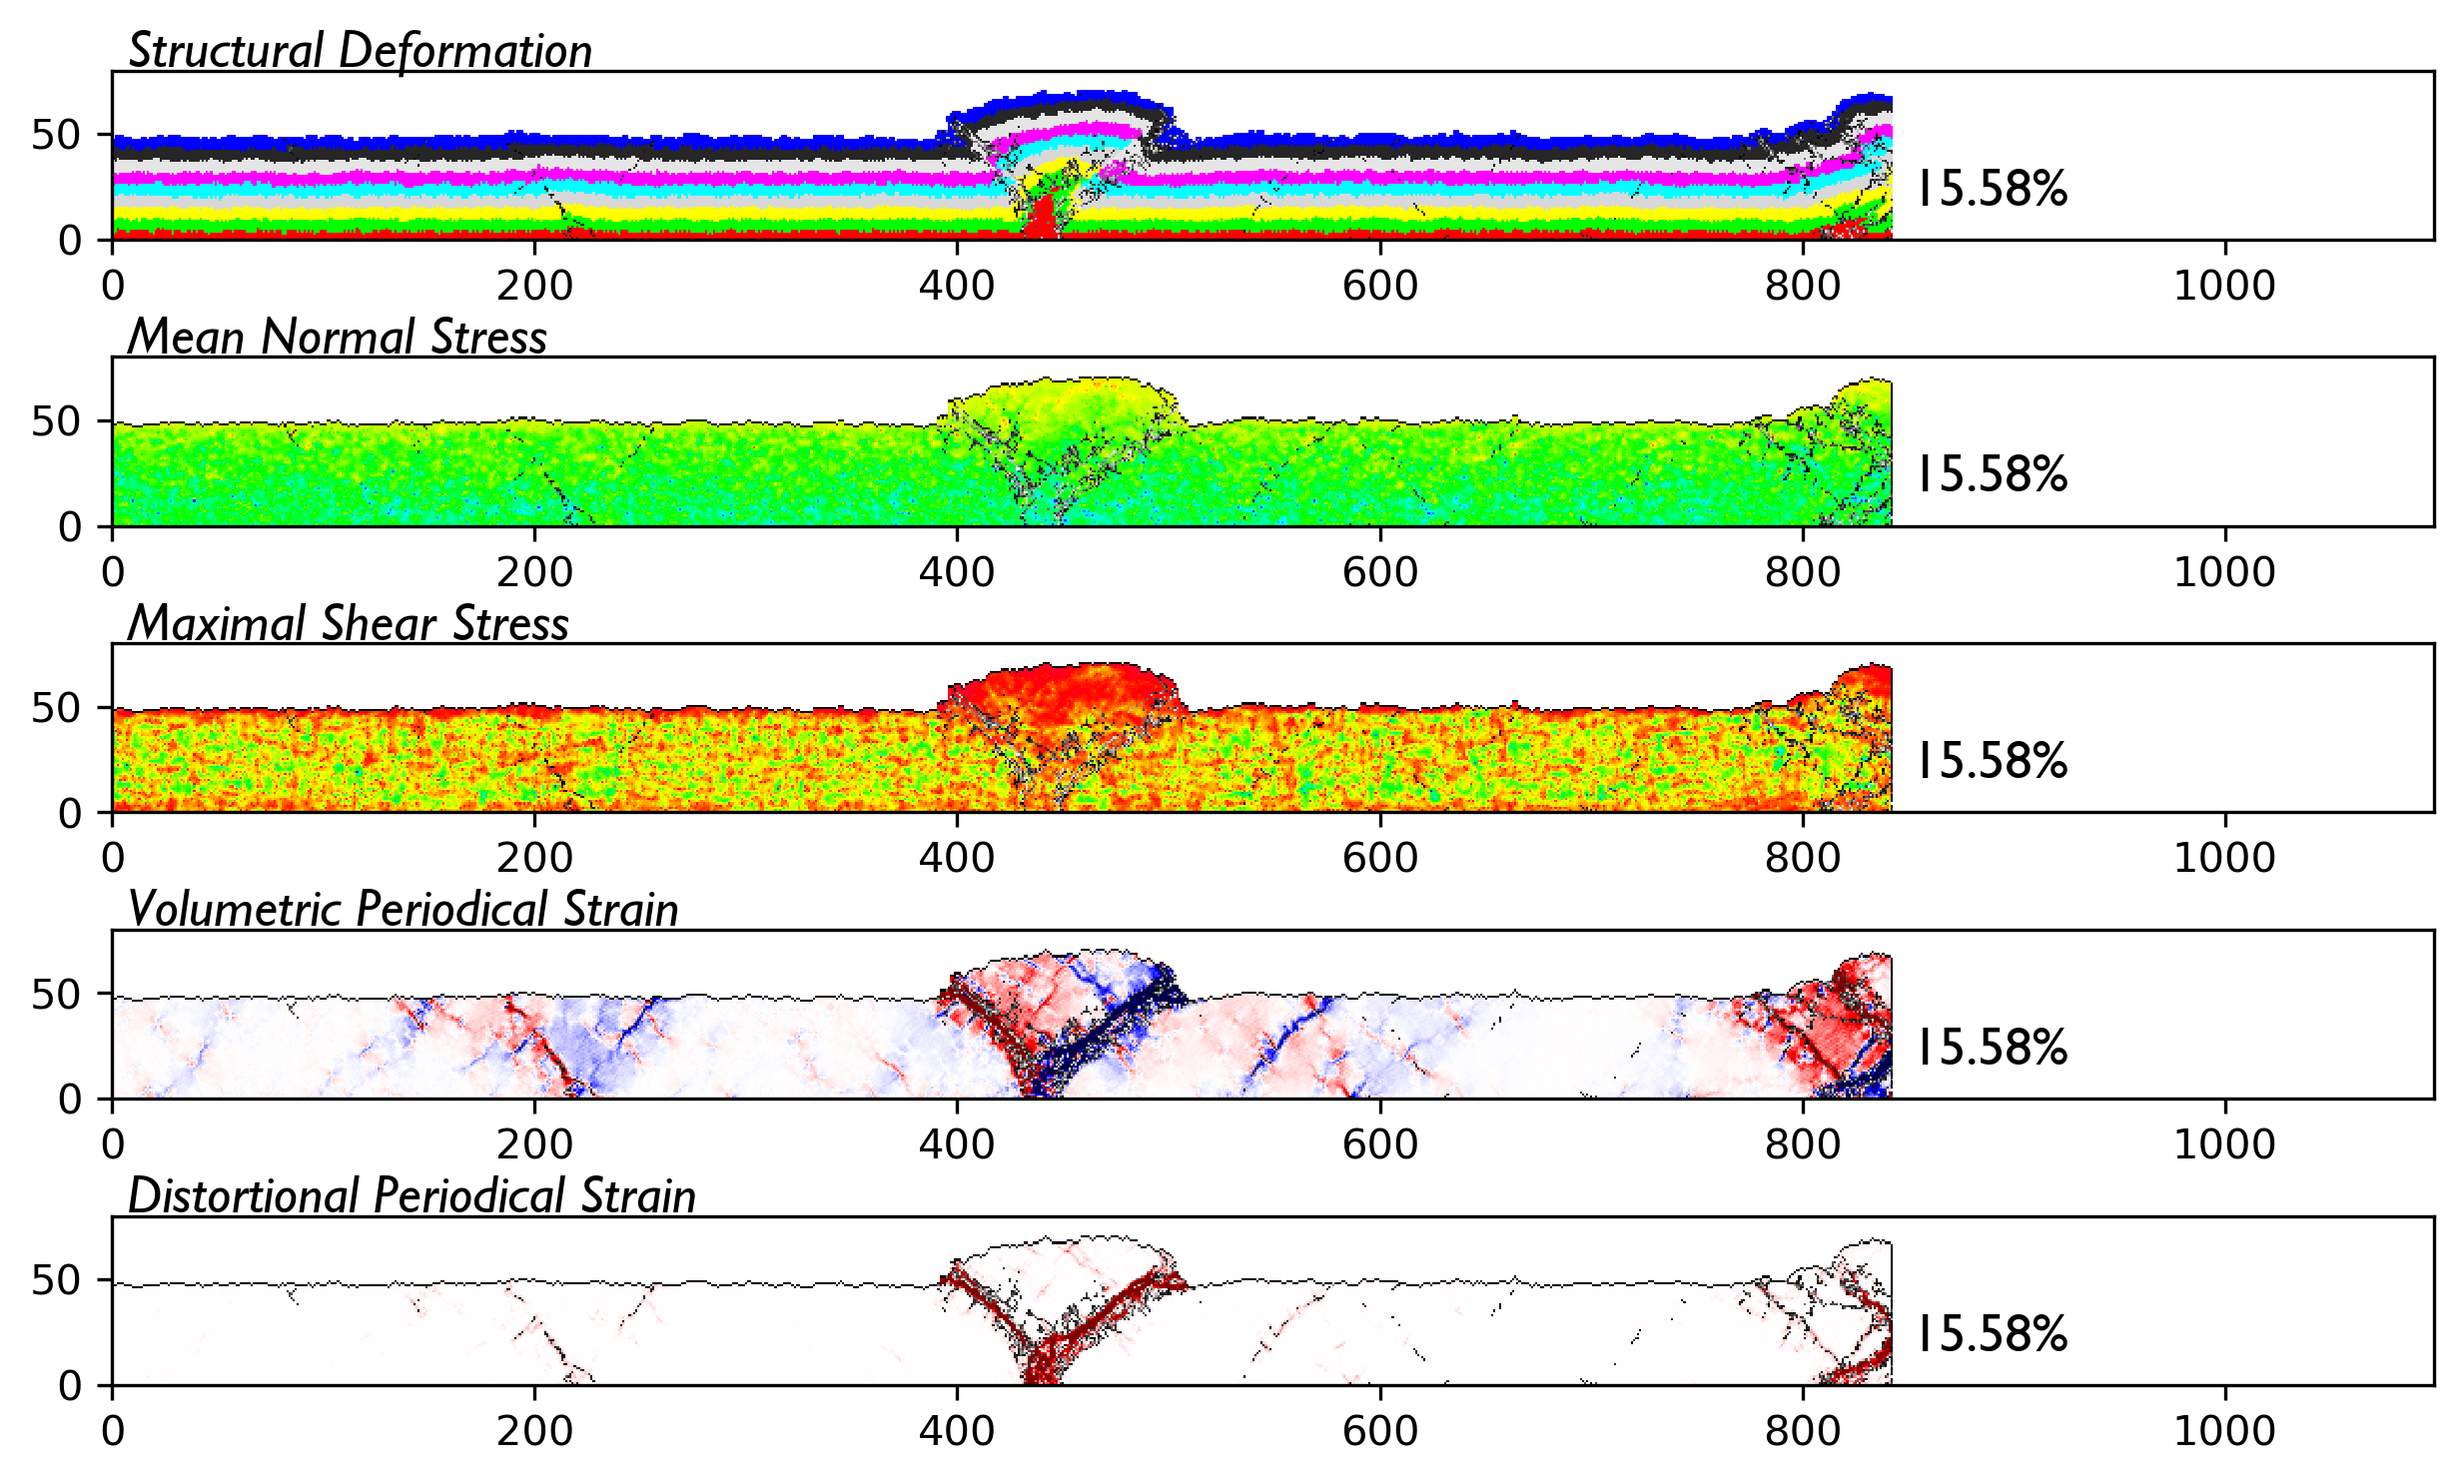 Structural Deformation
50
0
15.58%
0 200 400 600 800 1000
Mean Normal Stress
50
0
15.58%
0 200 400 600 800 1000
Maximal Shear Stress
50
0
15.58%
0 200 400 600 800 1000
Volumetric Periodical Strain
50
0
15.58%
0 200 400 600 800 1000
Distortional Periodical Strain
50
0
15.58%
0 200 400 600 800 1000